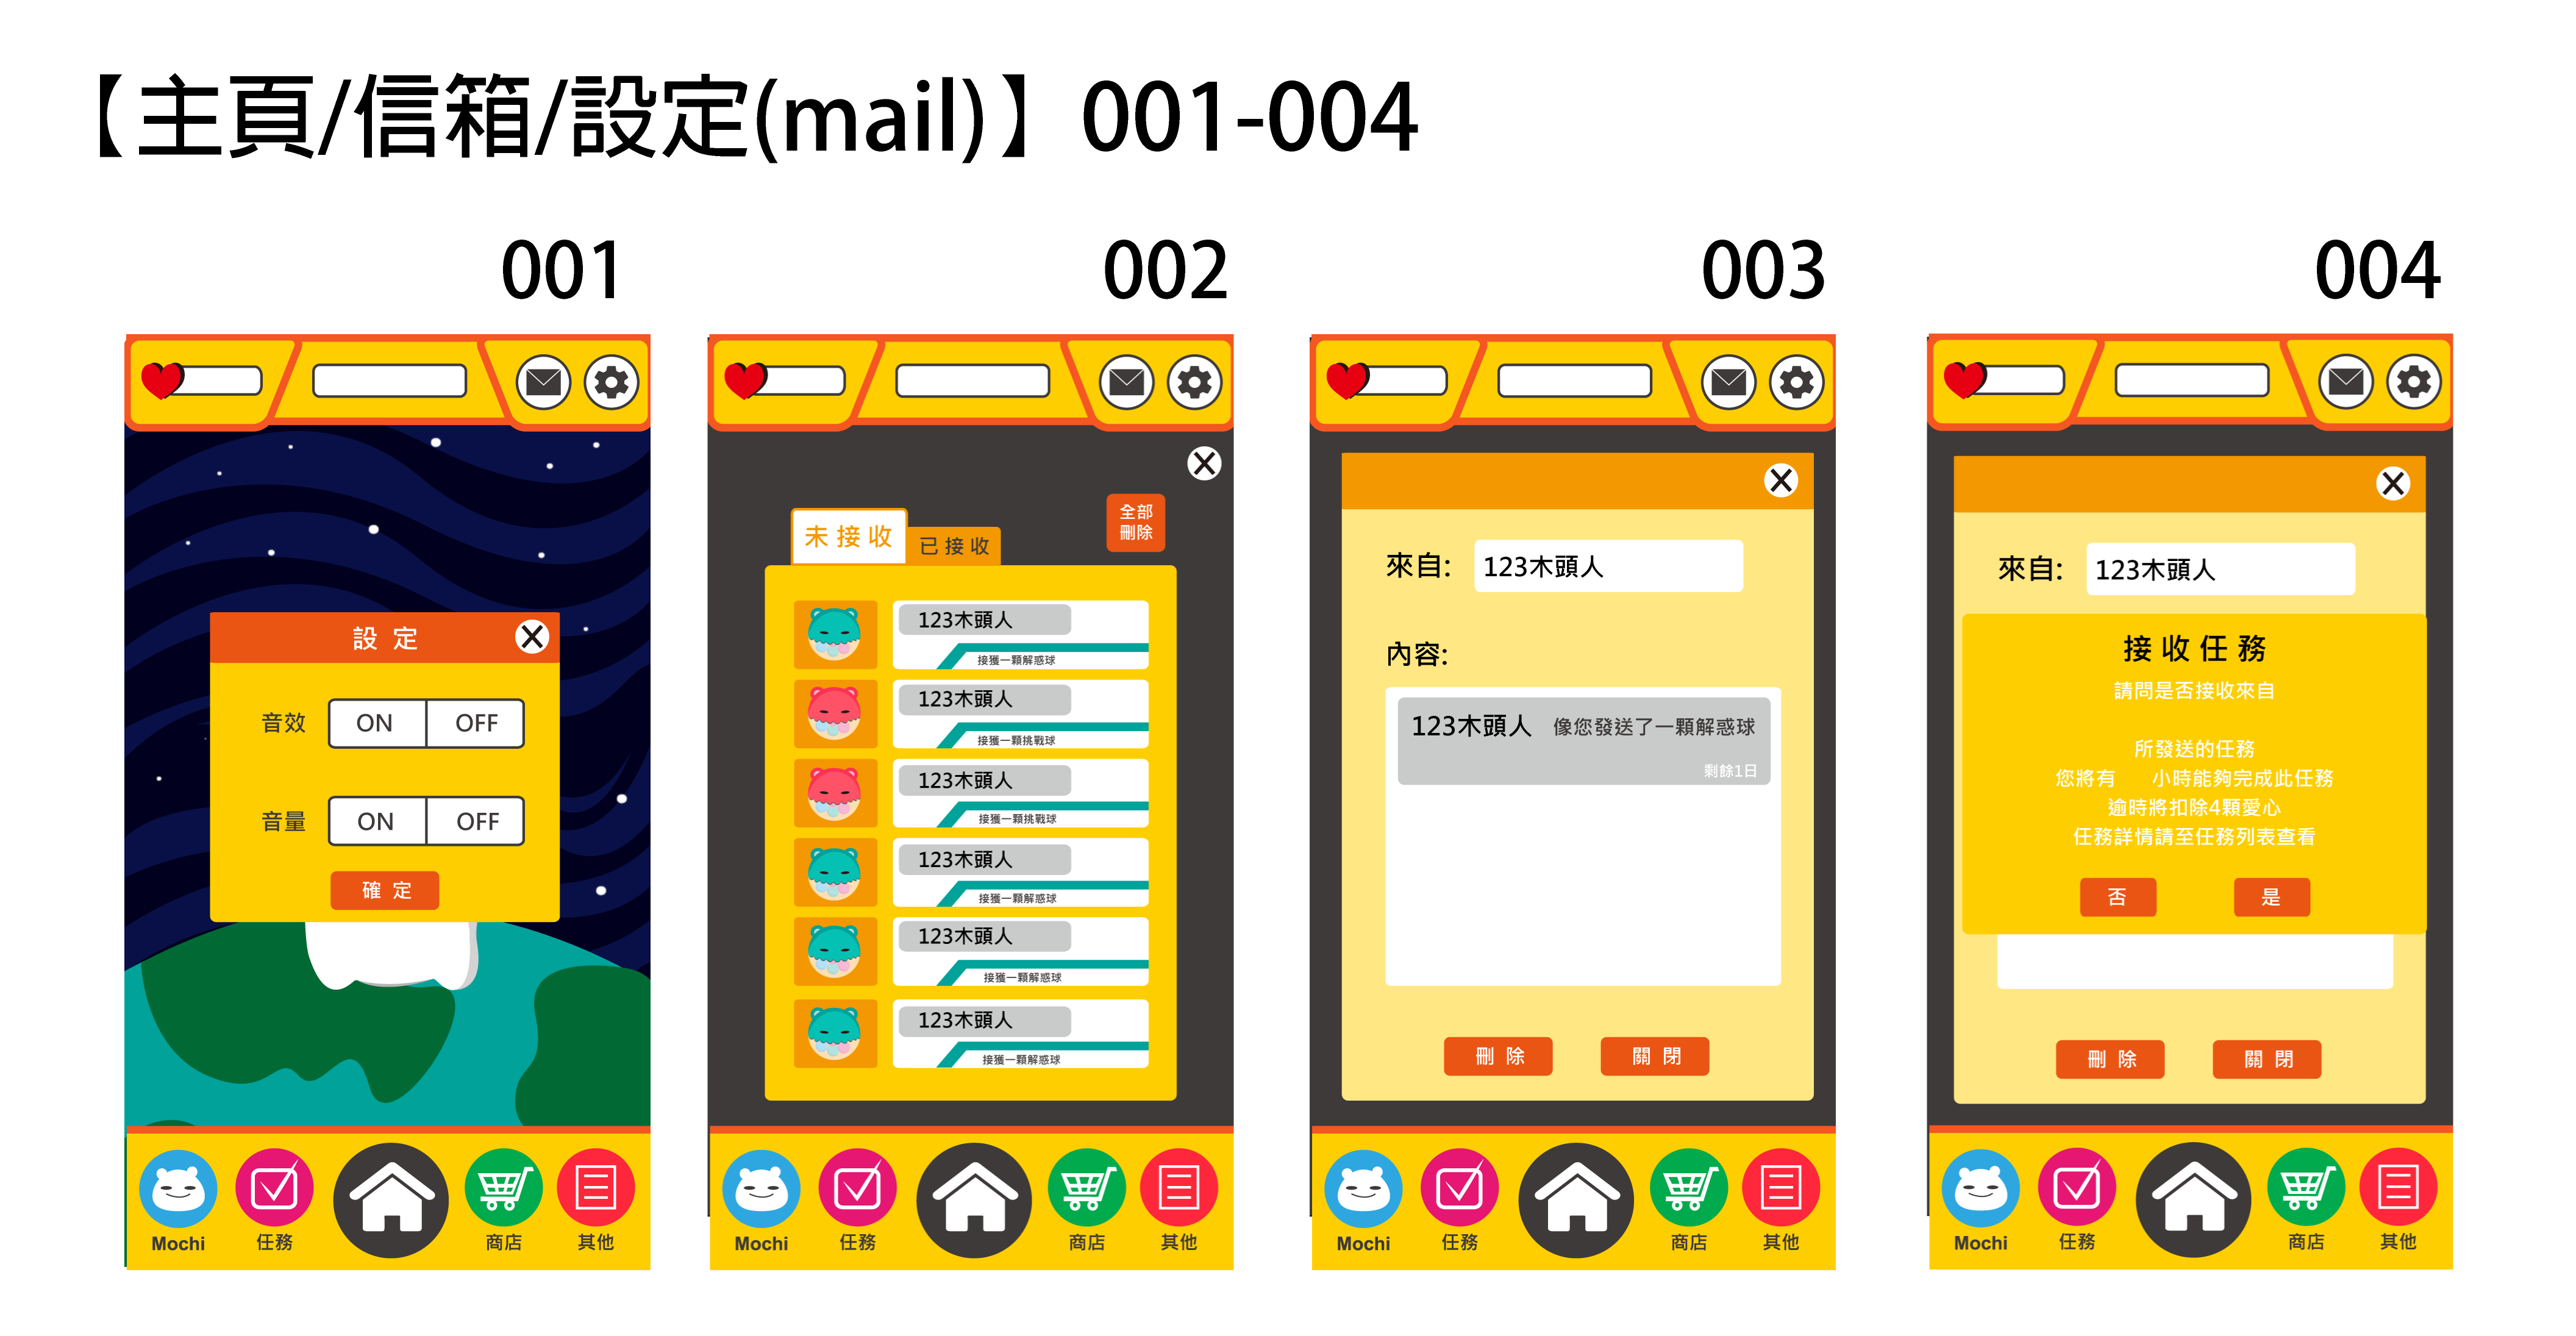 【主頁/信箱/設定(mail)】001-004
001
設定
音效 ON OFF
音量 ON OFF
確定
Mochi 任務 商店 其他
002
全部
刪除
未接收 已接收
123木頭人
接獲一顆解惑球
123木頭人
接獲一顆挑戰球
123木頭人
接獲一顆挑戰球
123木頭人
接獲一顆解惑球
123木頭人
接獲一顆解惑球
123木頭人
接獲一顆解惑球
Mochi 任務 商店 其他
003
來自: 123木頭人
內容:
123木頭人 像您發送了一顆解惑球
剩餘1日
刪除 關閉
Mochi 任務 商店 其他
004
來自: 123木頭人
接收任務
請問是否接收來自
所發送的任務
您將有 小時能夠完成此任務
逾時將扣除4顆愛心
任務詳情請至任務列表查看
否 是
刪除 關閉
Mochi 任務 商店 其他